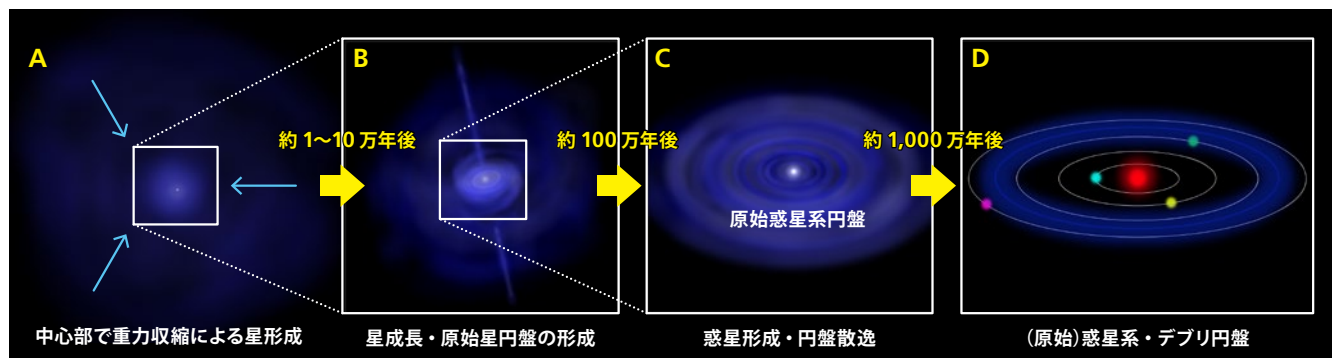 A
B
C
D
約 1～10 万年後
約 100 万年後
約 1,000 万年後
原始惑星系円盤
中心部で重力収縮による星形成
星成長・原始星円盤の形成
惑星形成・円盤散逸
(原始)惑星系・デブリ円盤